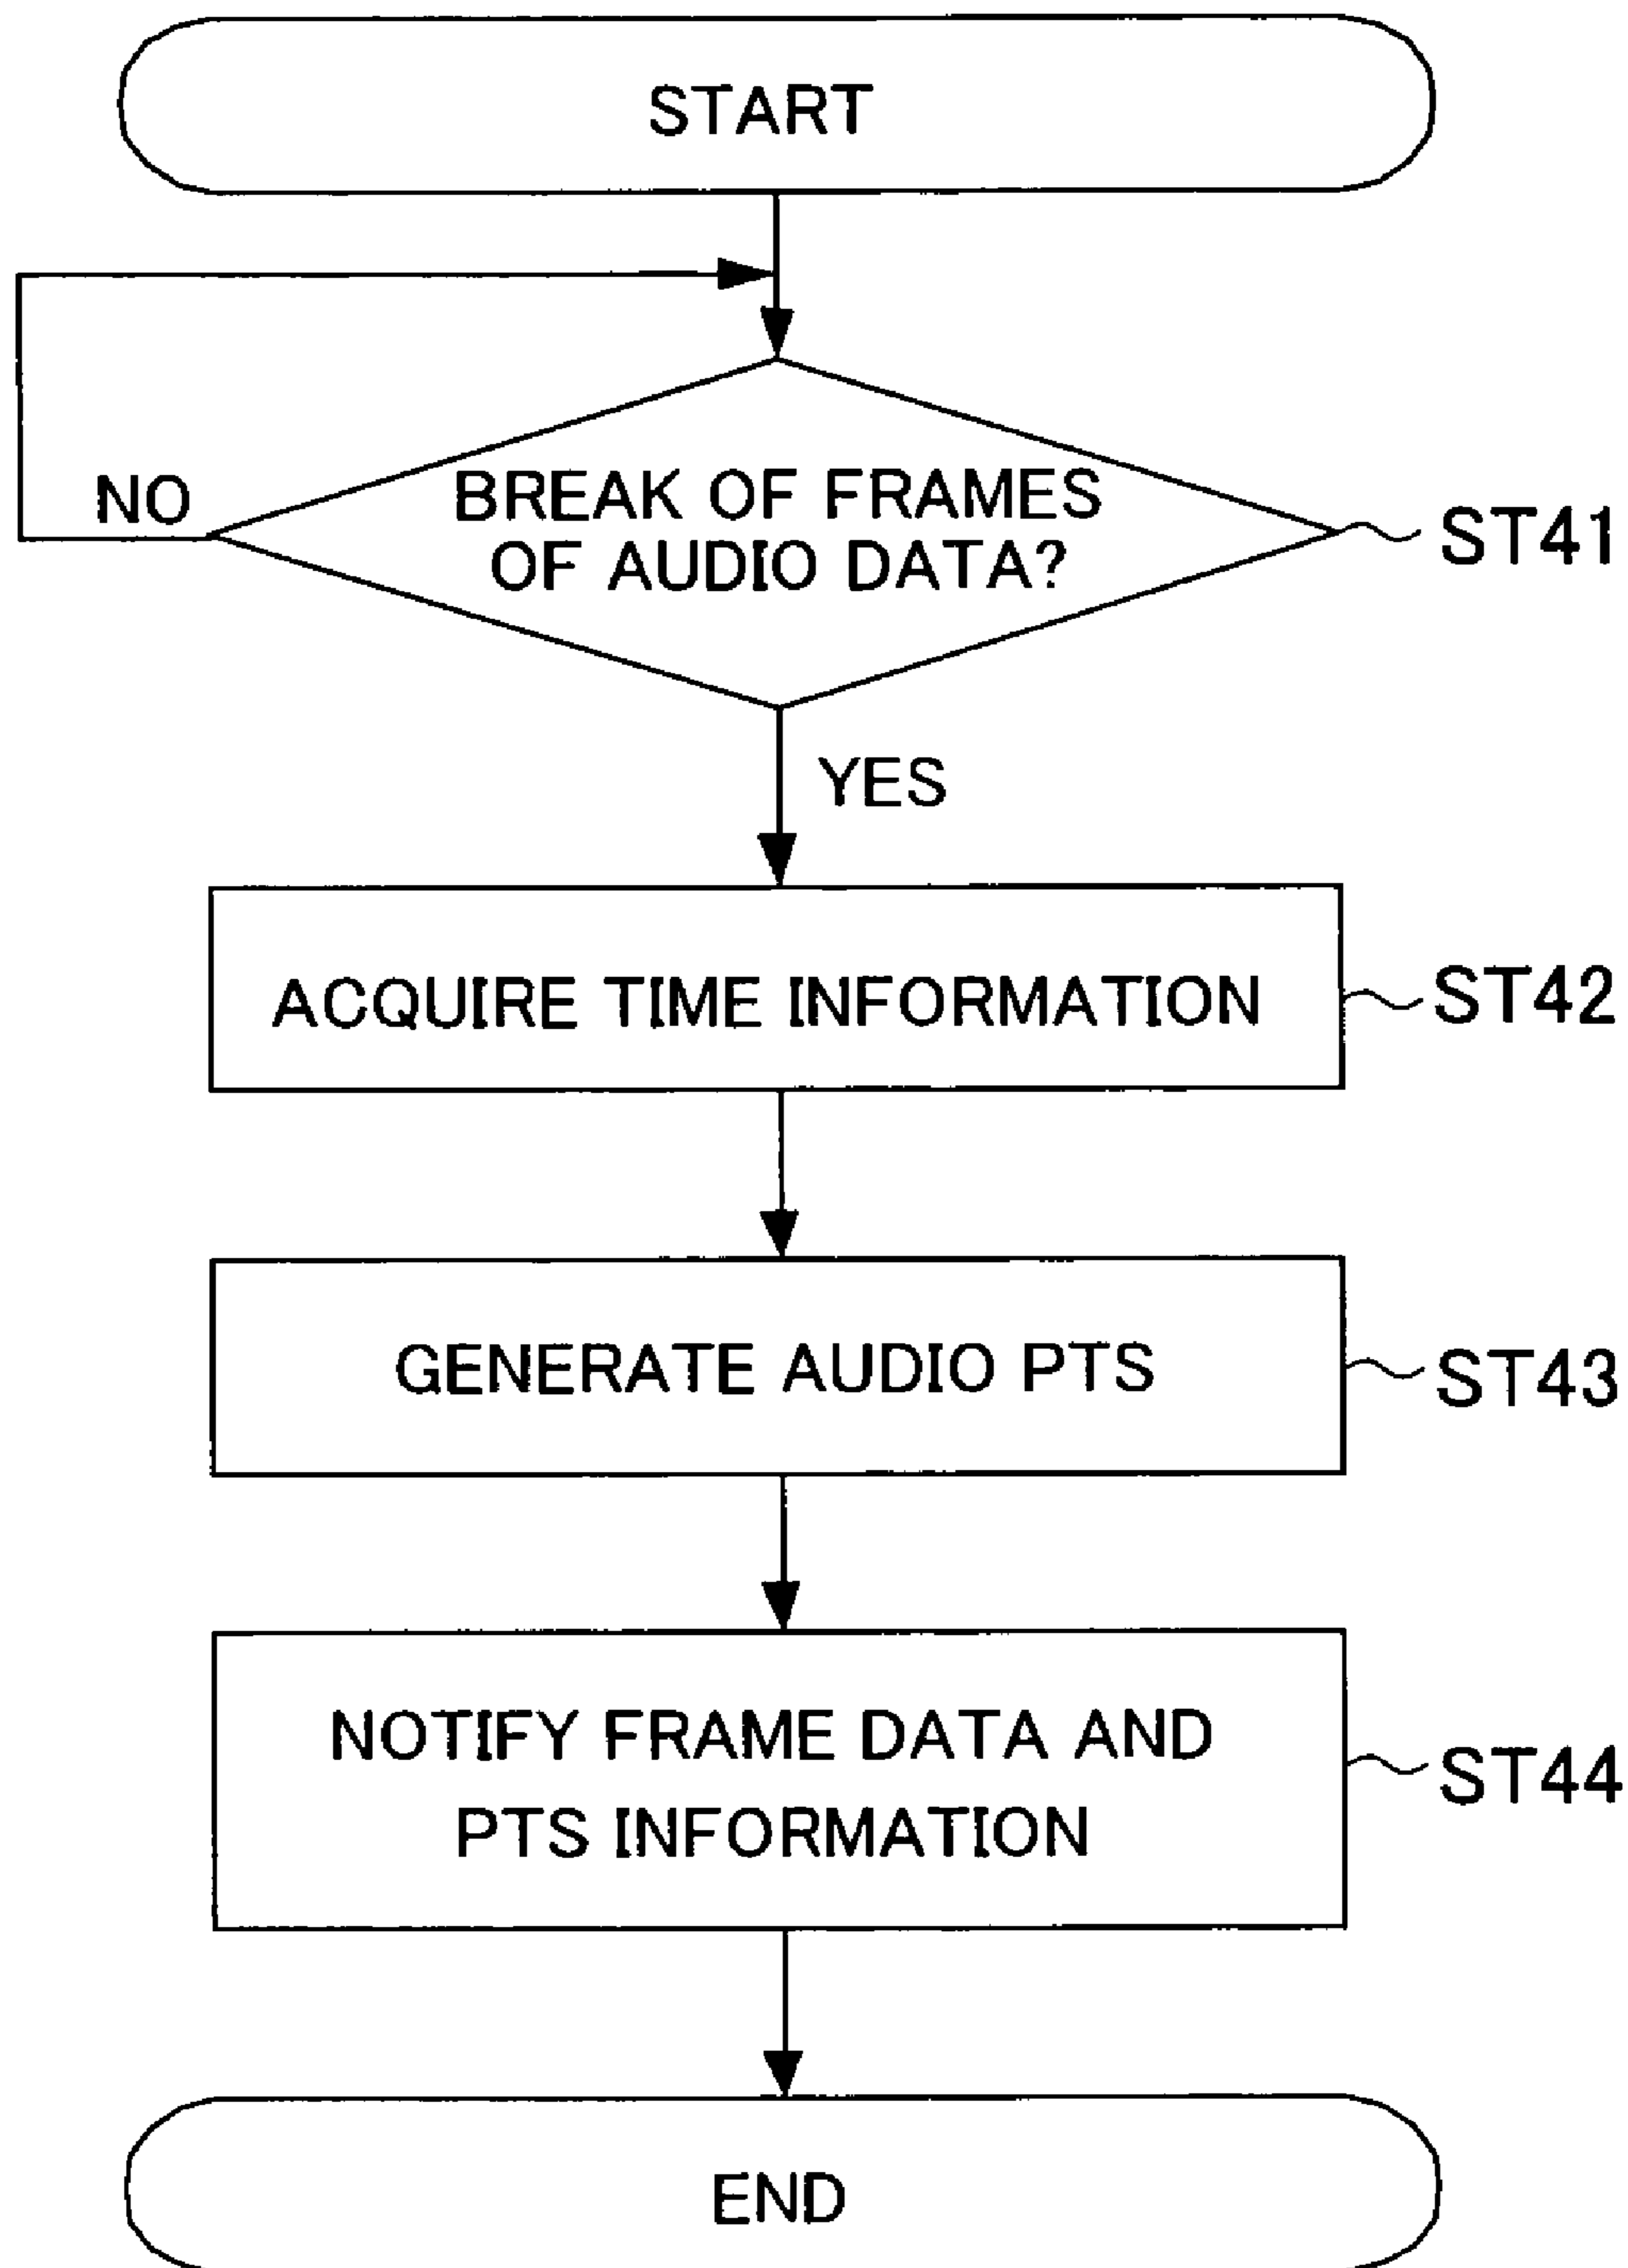 START
NO
BREAK OF FRAMES
OF AUDIO DATA?
ST41
YES
ACQUIRE TIME INFORMATION
ST42
GENERATE AUDIO PTS
ST43
NOTIFY FRAME DATA AND
PTS INFORMATION
ST44
END